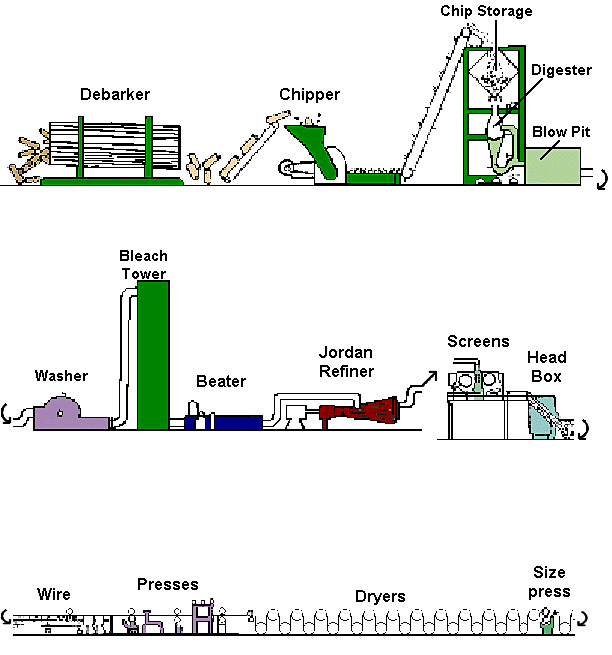 Chip Storage
Debarker
Chipper
Digester
Blow Pit
Bleach
Tower
Washer
Beater
Jordan
Refiner
Screens
Head
Box
Wire
Presses
Dryers
Size
press